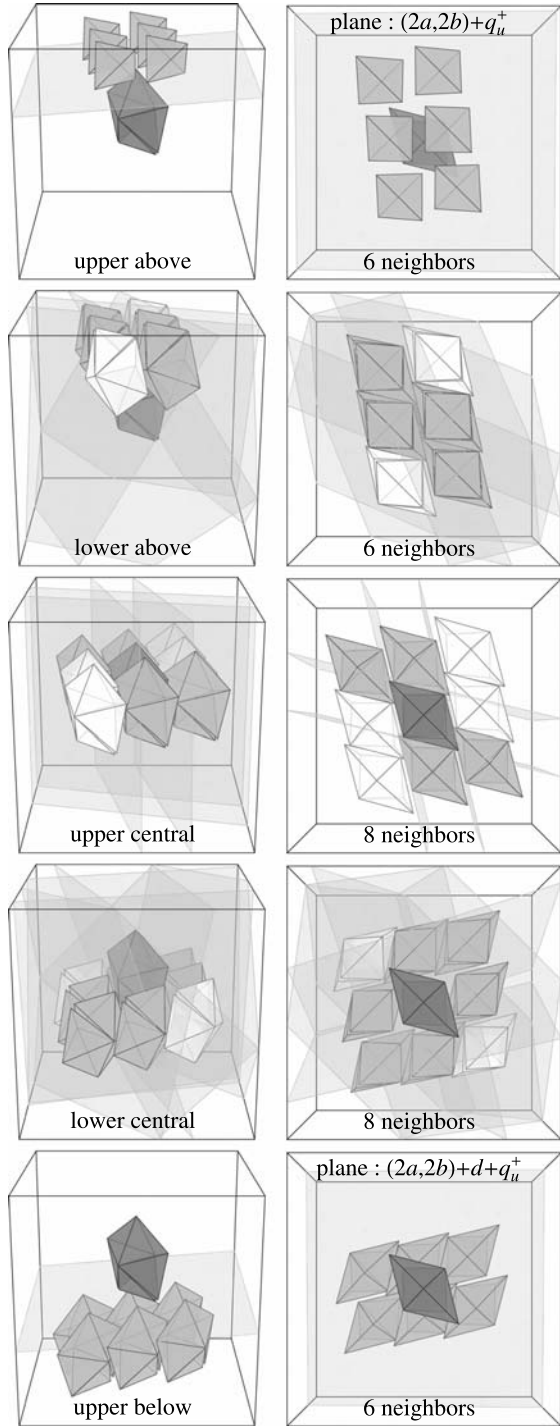 plane : (2a,2b)+q_u^+
upper above
6 neighbors
lower above
6 neighbors
upper central
8 neighbors
lower central
8 neighbors
plane : (2a,2b)+d+q_u^+
upper below
6 neighbors